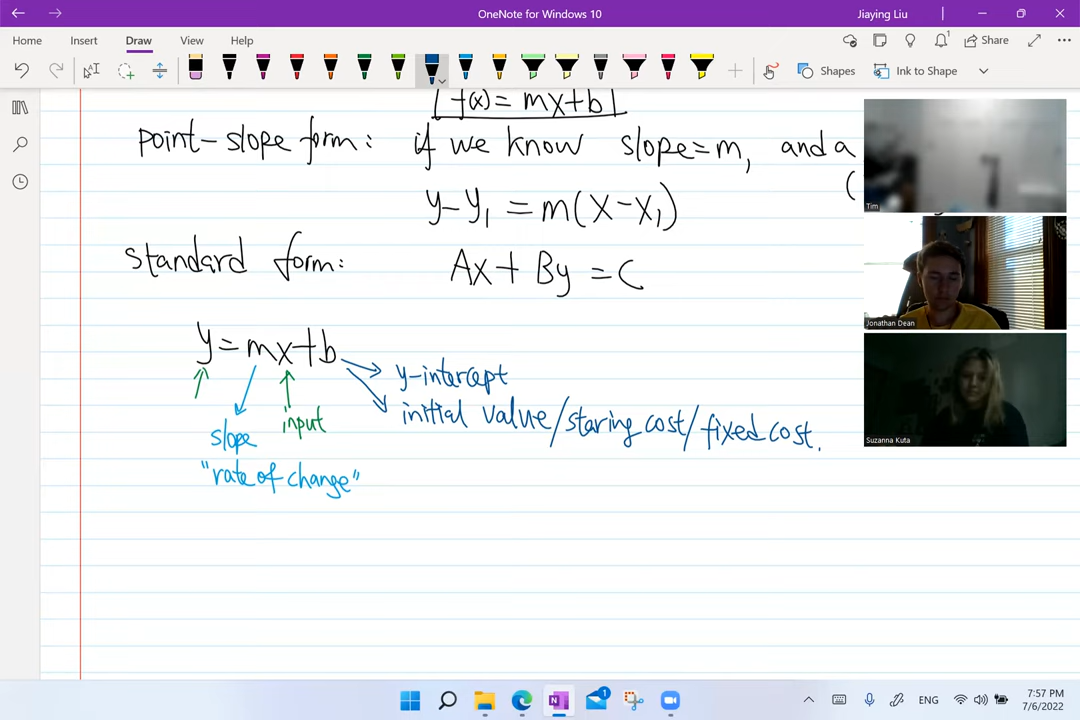 OneNote for Windows 10
Jiaying Liu
Home Insert Draw View Help
Share
Shapes
Ink to Shape
f(x) = mx+b
point-slope form: if we know slope=m, and a
(
y-y₁ = m(x-x₁)
Standard form: Ax + By = C
y = mx+b
y-intercept
input
initial value/staring cost/fixed cost.
slope
"rate of change"
Tim
Jonathan Dean
Suzanna Kuta
1
ENG
7:57 PM
7/6/2022